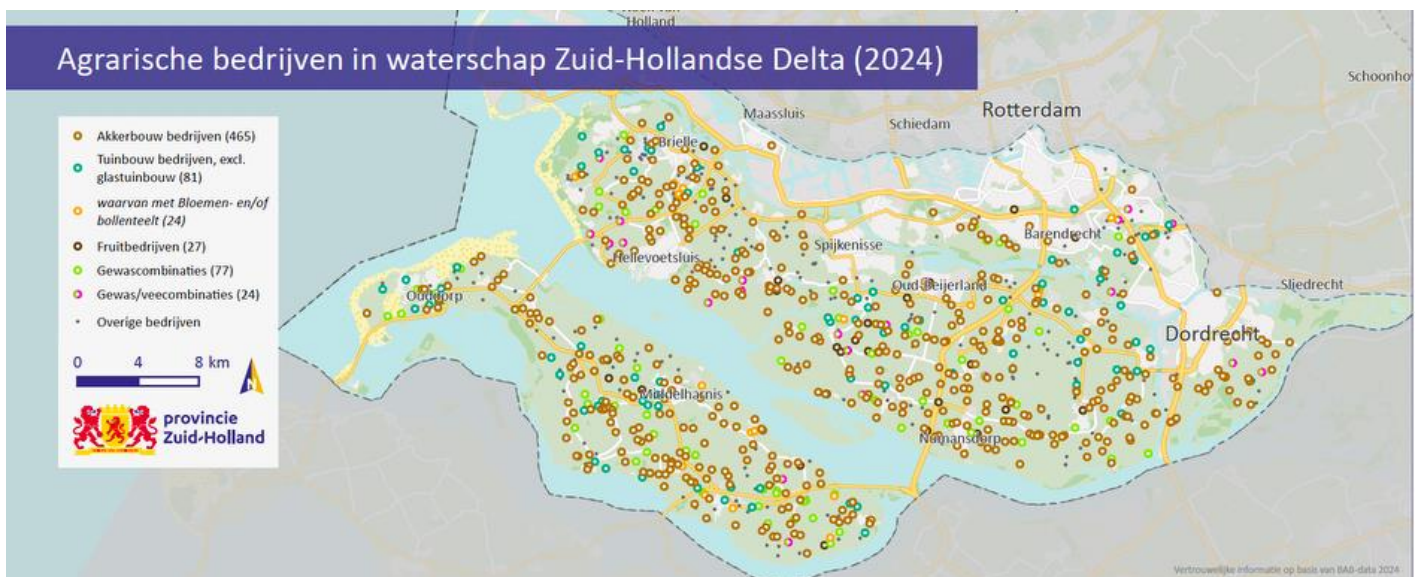 Holland
Agrarische bedrijven in waterschap Zuid-Hollandse Delta (2024)
Schoonho
Maassluis
Rotterdam
Schiedam
Akkerbouw bedrijven (465)
Tuinbouw bedrijven, excl.
glastuinbouw (81)
waarvan met Bloemen- en/of
bollenteelt (24)
Fruitbedrijven (27)
Gewascombinaties (77)
Gewas/veecombinaties (24)
Overige bedrijven
0 4 8 km
N
provincie
Zuid-Holland
Brielle
Barendrecht
Spijkenisse
Hellevoetsluis
Oud-Beijerland
Sliedrecht
Ouddorp
Dordrecht
Middelharnis
Numansdorp
Vertrouwelijke informatie op basis van BAB-data 2024